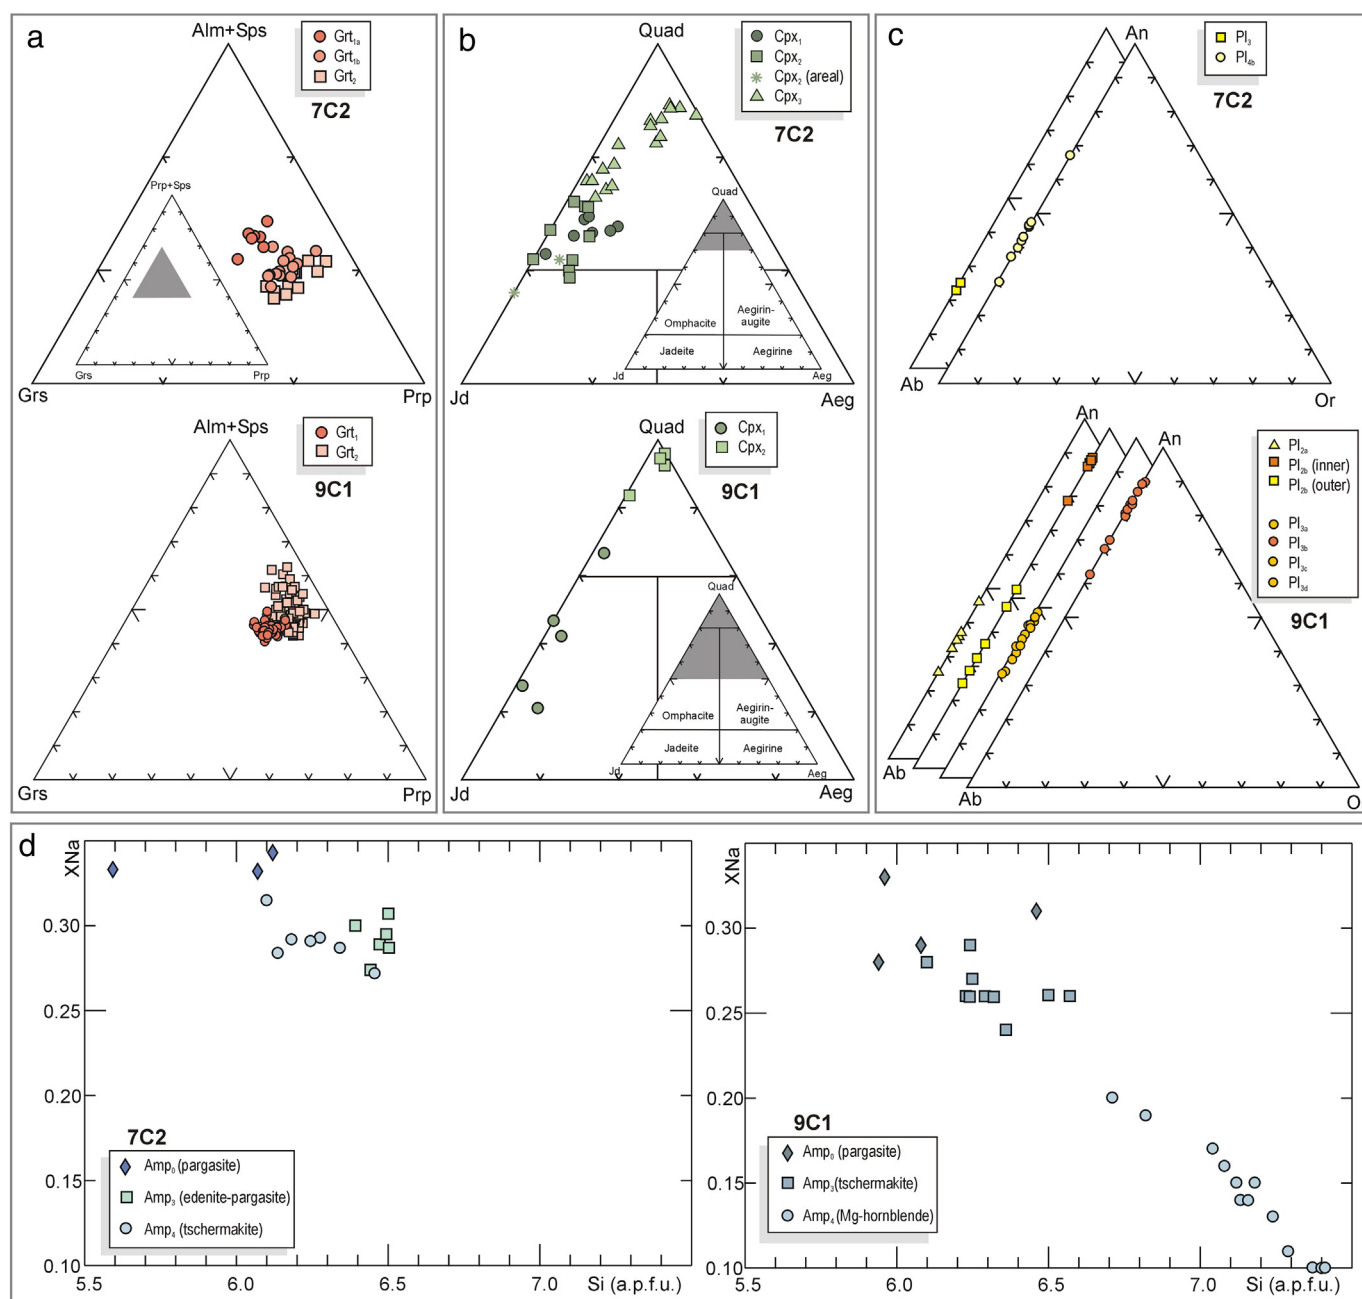 a
Alm+Sps
Grt1a
Grt1b
Grt2
7C2
Prp+Sps
Grs
Prp
Grs
Prp
Alm+Sps
Grt1
Grt2
9C1
Grs
Prp
b
Quad
Cpx1
Cpx2
Cpx2 (areal)
Cpx3
7C2
Quad
Omphacite
Aegirin-
augite
Jadeite
Aegirine
Jd
Aeg
Jd
Aeg
Quad
Cpx1
Cpx2
9C1
Quad
Omphacite
Aegirin-
augite
Jadeite
Aegirine
Jd
Aeg
Jd
Aeg
c
An
Pl3
Pl4b
7C2
Ab
Or
An
An
Pl2a
Pl2b (inner)
Pl2b (outer)
Pl3a
Pl3b
Pl3c
Pl3d
9C1
Ab
Ab
O
d
XNa
0.30
0.25
0.20
0.15
0.10
7C2
Amp0 (pargasite)
Amp3 (edenite-pargasite)
Amp4 (tschermakite)
5.5 6.0 6.5 7.0 Si (a.p.f.u.)
XNa
0.30
0.25
0.20
0.15
0.10
9C1
Amp0 (pargasite)
Amp3(tschermakite)
Amp4 (Mg-hornblende)
5.5 6.0 6.5 7.0 Si (a.p.f.u.)